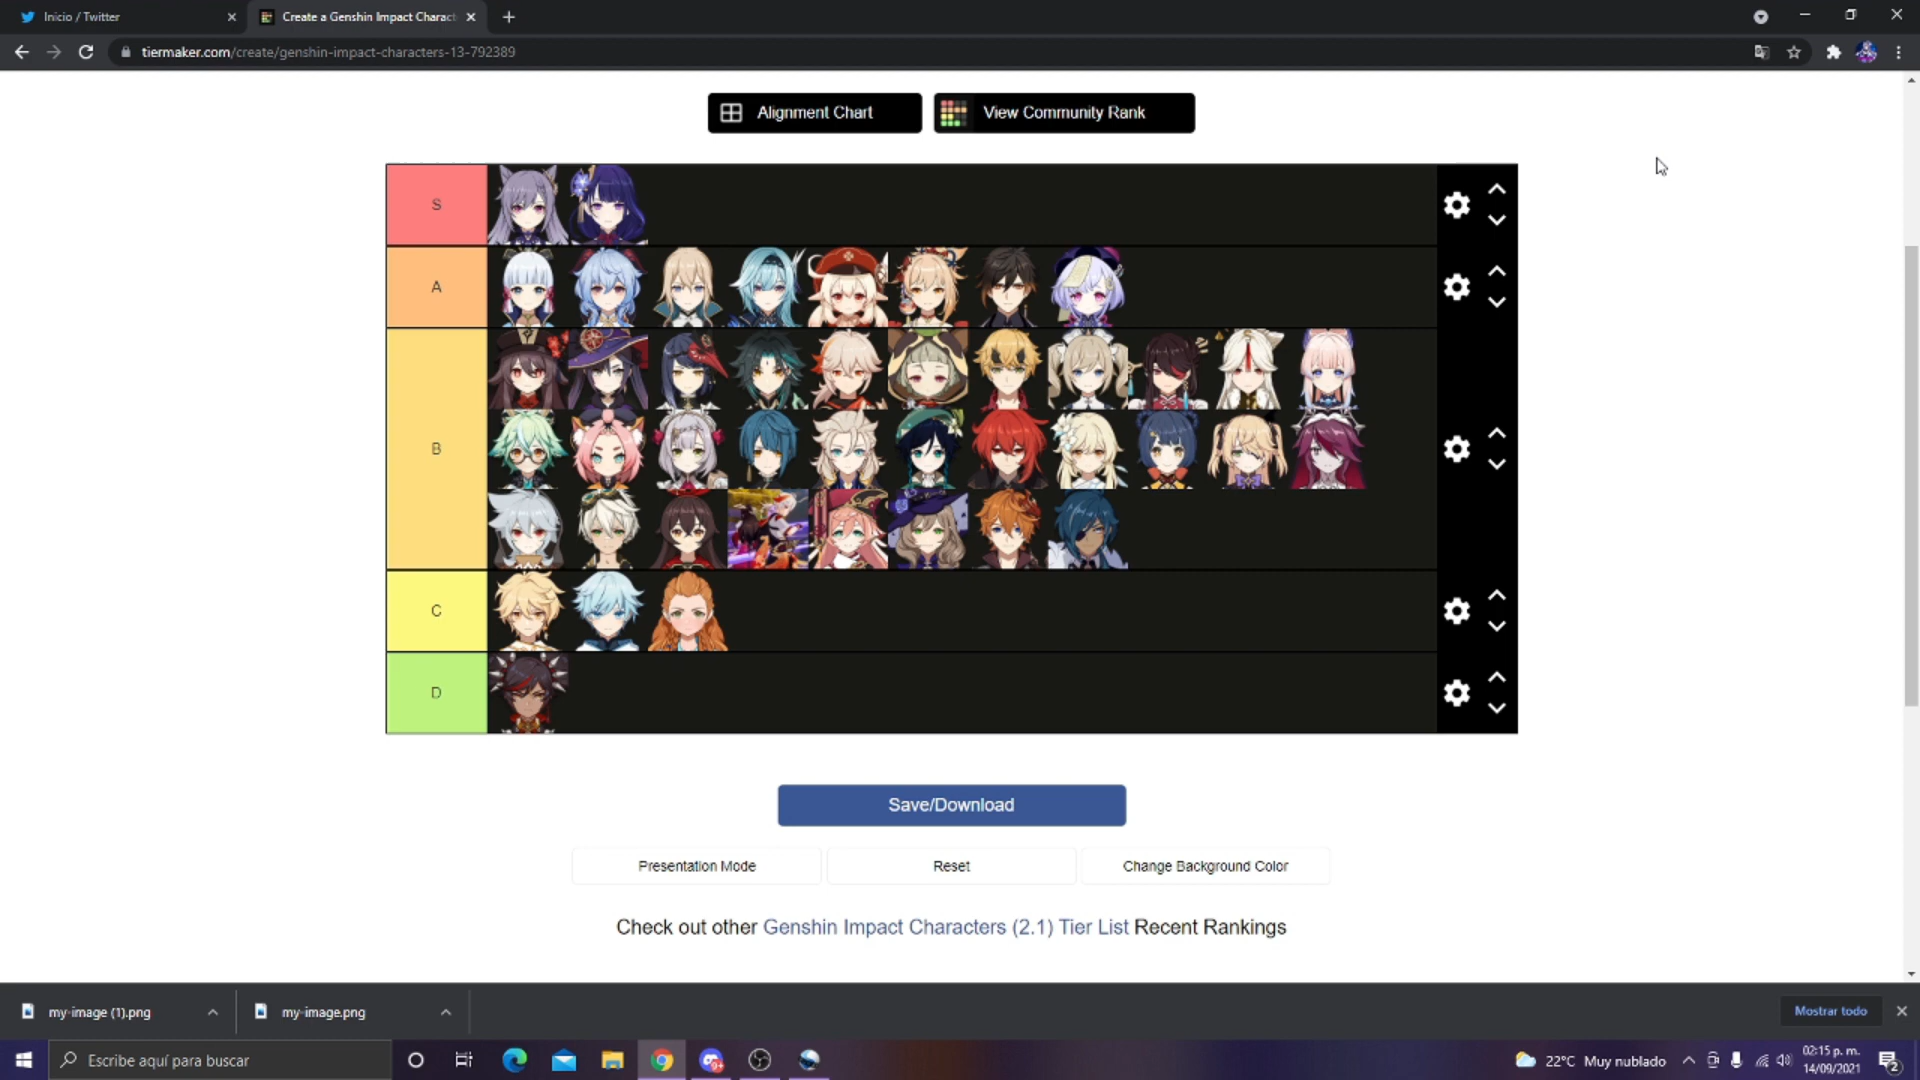 Inicio / Twitter
Create a Genshin Impact Charact
tiermaker.com/create/genshin-impact-characters-13-792389
Alignment Chart
View Community Rank
S
A
B
C
D
Save/Download
Presentation Mode
Reset
Change Background Color
Check out other Genshin Impact Characters (2.1) Tier List Recent Rankings
my-image (1).png
my-image.png
Mostrar todo
Escribe aquí para buscar
9+
22°C Muy nublado
02:15 p. m.
14/09/2021
2